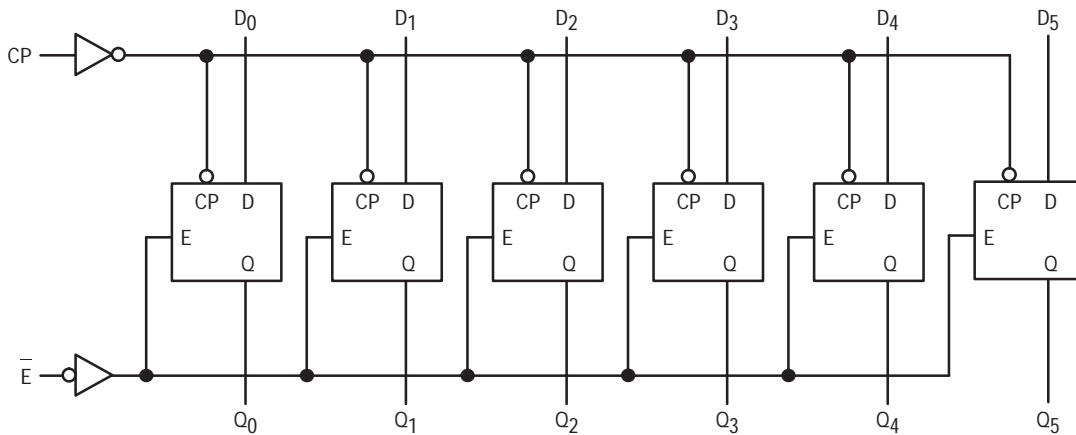 D0 D1 D2 D3 D4 D5
CP
CP D CP D CP D CP D CP D CP D
E E E E E E
Q Q Q Q Q Q
E̅
Q0 Q1 Q2 Q3 Q4 Q5